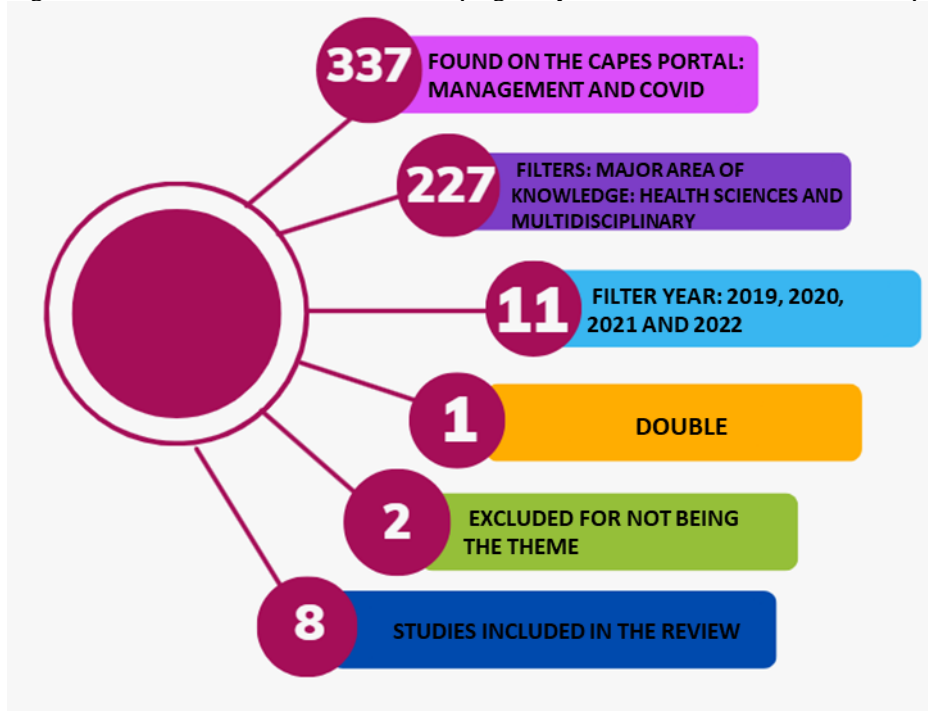 337
FOUND ON THE CAPES PORTAL:
MANAGEMENT AND COVID
227
FILTERS: MAJOR AREA OF
KNOWLEDGE: HEALTH SCIENCES AND
MULTIDISCIPLINARY
11
FILTER YEAR: 2019, 2020,
2021 AND 2022
1
DOUBLE
2
EXCLUDED FOR NOT BEING
THE THEME
8
STUDIES INCLUDED IN THE REVIEW